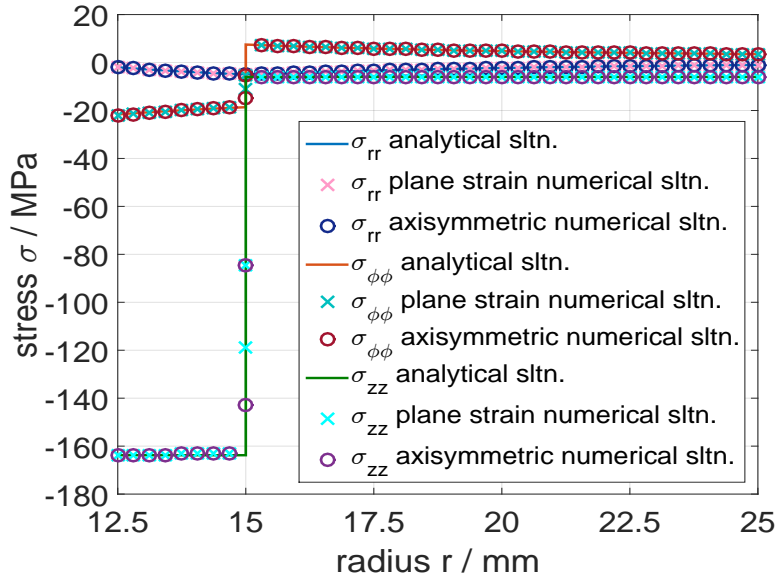 20
0
-20
-40
-60
-80
-100
-120
-140
-160
-180
stress σ / MPa
σrr analytical sltn.
σrr plane strain numerical sltn.
σrr axisymmetric numerical sltn.
σϕϕ analytical sltn.
σϕϕ plane strain numerical sltn.
σϕϕ axisymmetric numerical sltn.
σzz analytical sltn.
σzz plane strain numerical sltn.
σzz axisymmetric numerical sltn.
12.5 15 17.5 20 22.5 25
radius r / mm